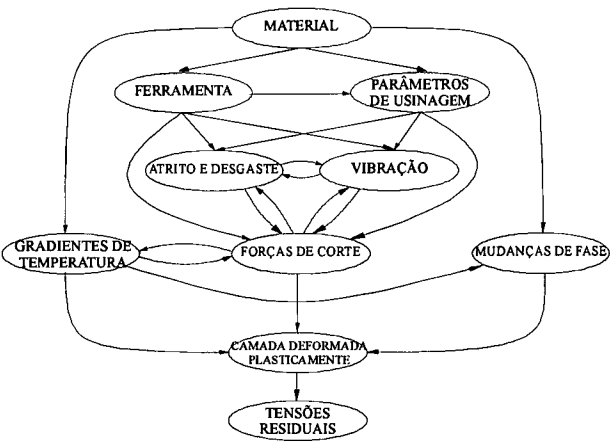 MATERIAL
FERRAMENTA
PARÂMETROS
DE USINAGEM
ATRITO E DESGASTE
VIBRAÇÃO
GRADIENTES DE
TEMPERATURA
FORÇAS DE CORTE
MUDANÇAS DE FASE
CAMADA DEFORMADA
PLASTICAMENTE
TENSÕES
RESIDUAIS